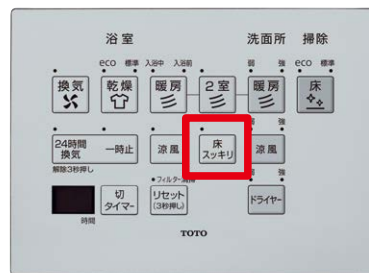 浴室 洗面所 掃除
eco 標準 入浴中 入浴前 弱 強 eco 標準
換気 乾燥 暖房 2室 暖房 床
弱 強
24時間換気 一時止 涼風 床スッキリ 涼風
解除3秒押し
●フィルター清掃 弱 強
切タイマー リセット(3秒押し) ドライヤー
時間
TOTO